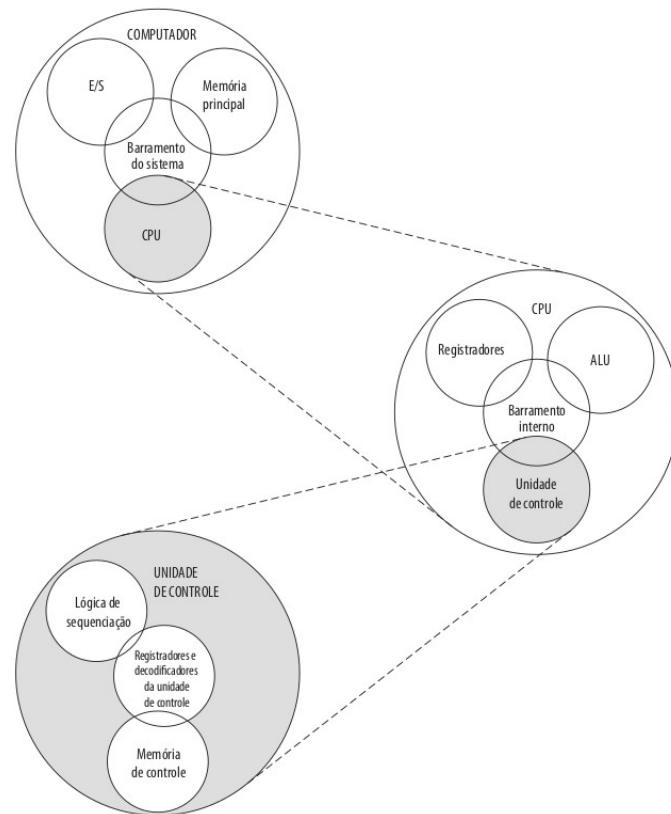 COMPUTADOR
E/S
Memória
principal
Barramento
do sistema
CPU
CPU
Registradores
ALU
Barramento
interno
Unidade
de controle
UNIDADE
DE CONTROLE
Lógica de
sequenciação
Registradores e
decodificadores
da unidade
de controle
Memória
de controle